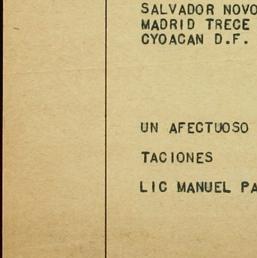 SALVADOR NOVO
MADRID TRECE
CYOACAN D.F.
UN AFECTUOSO
TACIONES
LIC MANUEL PA